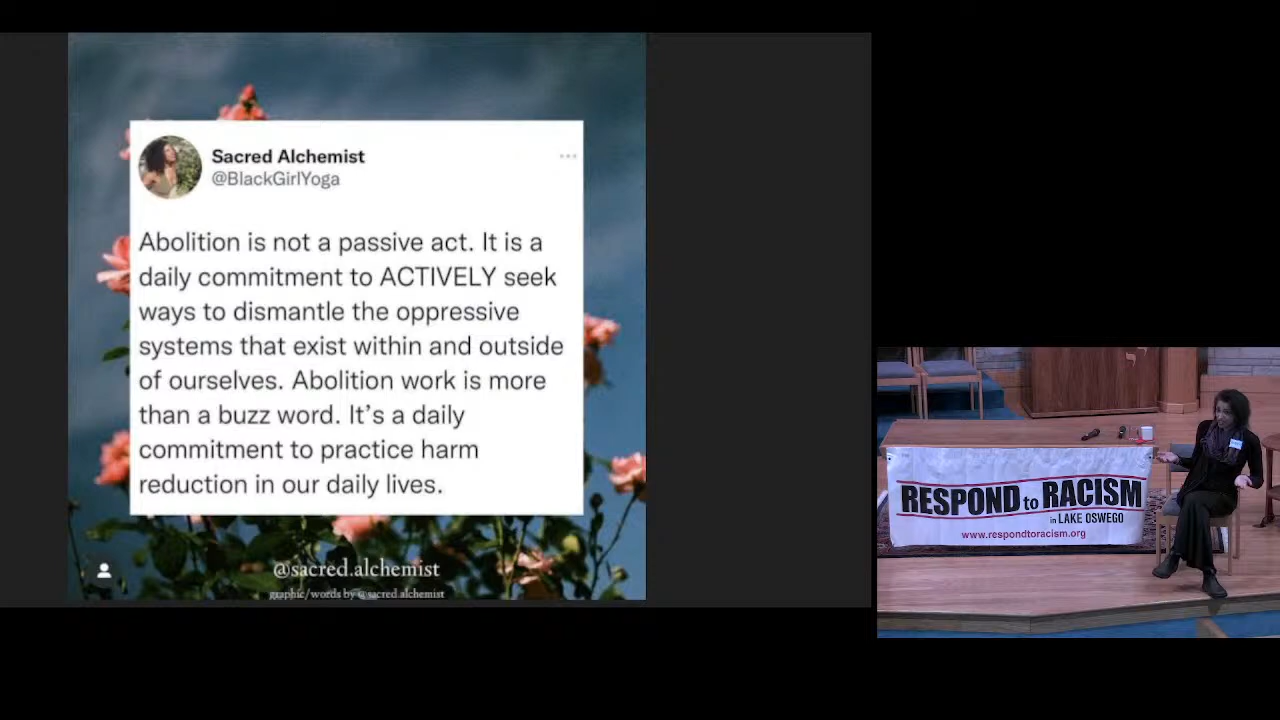 Sacred Alchemist
@BlackGirlYoga
Abolition is not a passive act. It is a
daily commitment to ACTIVELY seek
ways to dismantle the oppressive
systems that exist within and outside
of ourselves. Abolition work is more
than a buzz word. It’s a daily
commitment to practice harm
reduction in our daily lives.
@sacred.alchemist
graphic/words by @sacred.alchemist
RESPOND to RACISM
in LAKE OSWEGO
www.respondtoracism.org